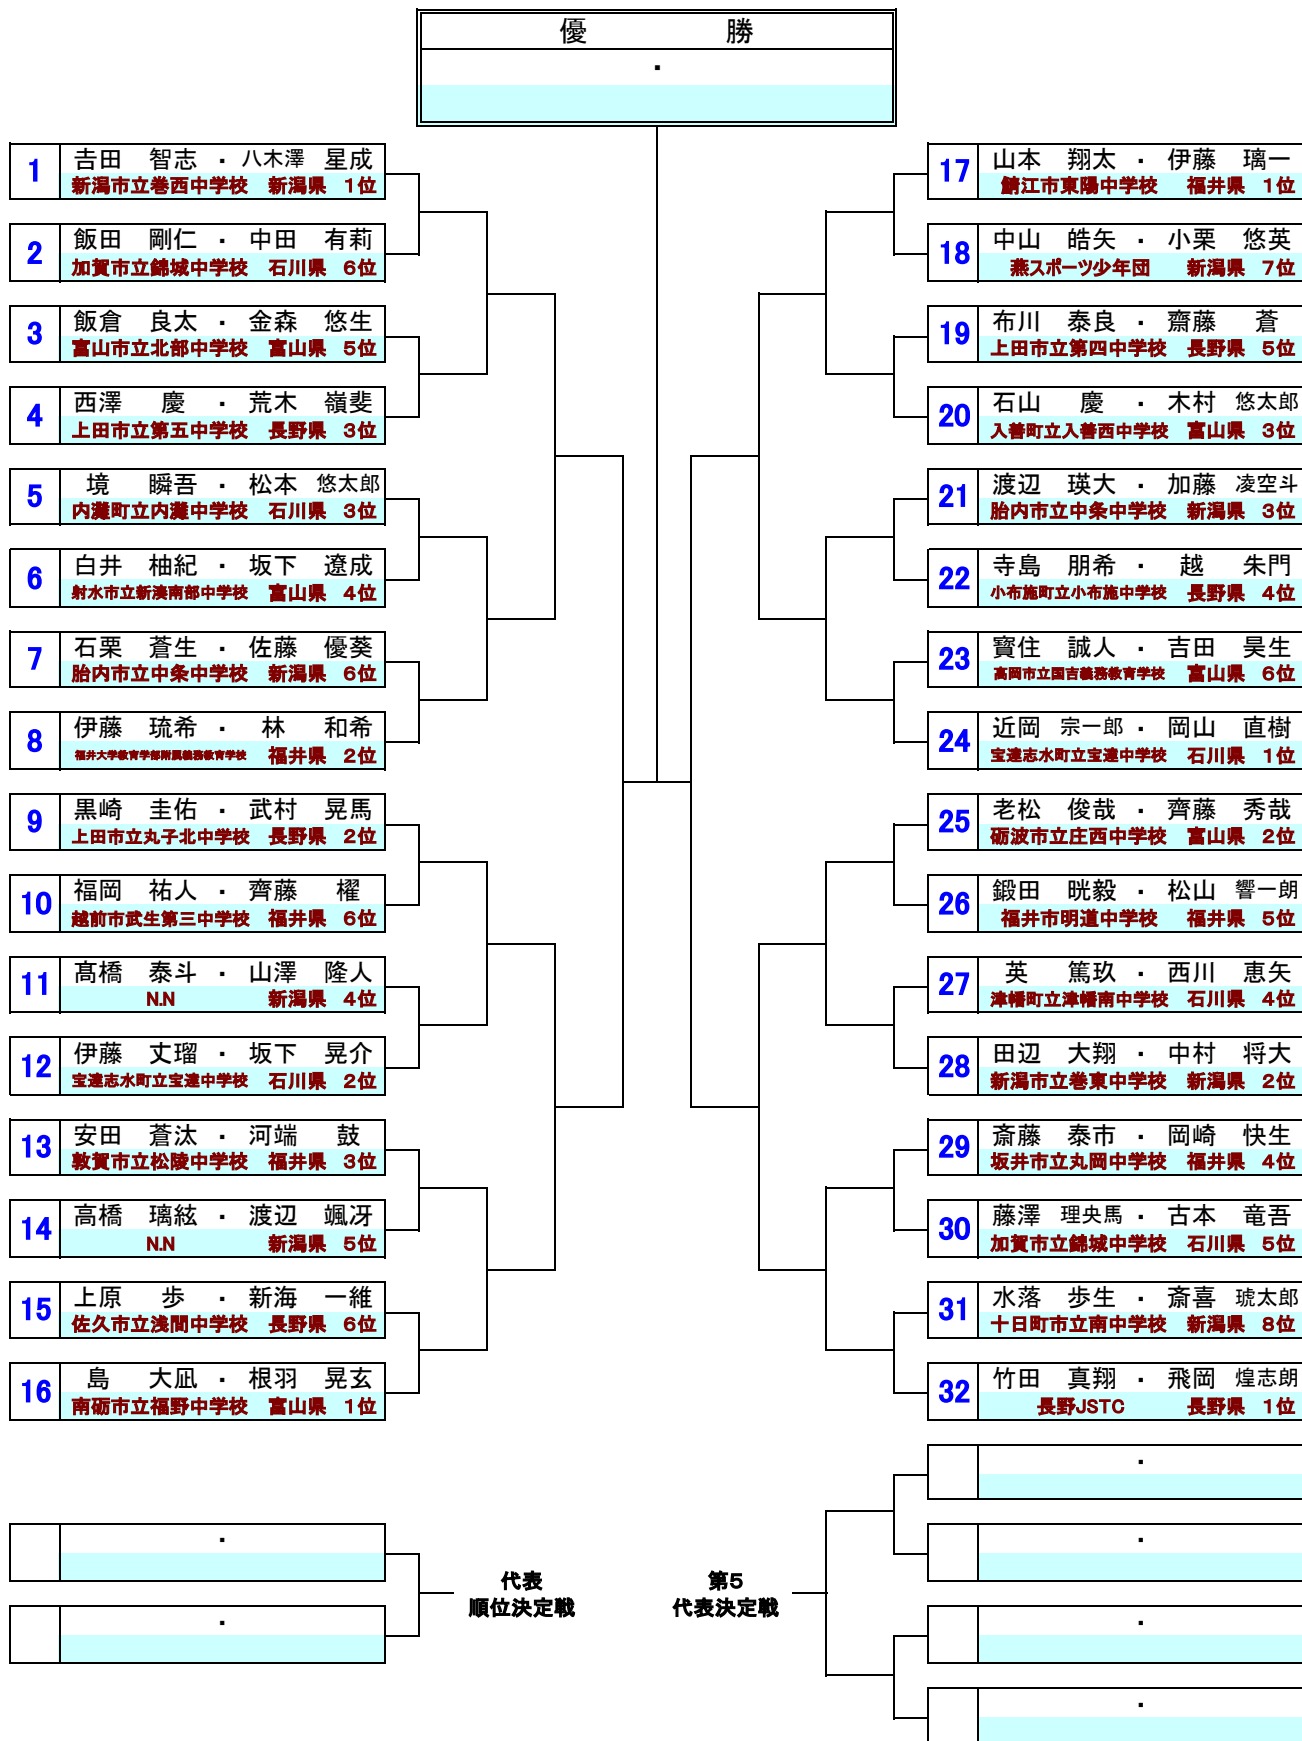 優　勝
・
1 吉田　智志 ・ 八木澤　星成
新潟市立巻西中学校　新潟県　1位
2 飯田　剛仁 ・ 中田　有莉
加賀市立錦城中学校　石川県　6位
3 飯倉　良太 ・ 金森　悠生
富山市立北部中学校　富山県　5位
4 西澤　慶 ・ 荒木　嶺斐
上田市立第五中学校　長野県　3位
5 境　瞬吾 ・ 松本　悠太郎
内灘町立内灘中学校　石川県　3位
6 白井　柚紀 ・ 坂下　遼成
射水市立新湊南部中学校　富山県　4位
7 石栗　蒼生 ・ 佐藤　優葵
胎内市立中条中学校　新潟県　6位
8 伊藤　琉希 ・ 林　和希
福井大学教育学部附属義務教育学校　福井県　2位
9 黒崎　圭佑 ・ 武村　晃馬
上田市立丸子北中学校　長野県　2位
10 福岡　祐人 ・ 齊藤　櫂
越前市武生第三中学校　福井県　6位
11 髙橋　泰斗 ・ 山澤　隆人
N.N　新潟県　4位
12 伊藤　丈瑠 ・ 坂下　晃介
宝達志水町立宝達中学校　石川県　2位
13 安田　蒼汰 ・ 河端　鼓
敦賀市立松陵中学校　福井県　3位
14 高橋　璃絃 ・ 渡辺　颯冴
N.N　新潟県　5位
15 上原　歩 ・ 新海　一維
佐久市立浅間中学校　長野県　6位
16 島　大凪 ・ 根羽　晃玄
南砺市立福野中学校　富山県　1位
17 山本　翔太 ・ 伊藤　璃一
鯖江市東陽中学校　福井県　1位
18 中山　皓矢 ・ 小栗　悠英
燕スポーツ少年団　新潟県　7位
19 布川　泰良 ・ 齋藤　蒼
上田市立第四中学校　長野県　5位
20 石山　慶 ・ 木村　悠太郎
入善町立入善西中学校　富山県　3位
21 渡辺　瑛大 ・ 加藤　凌空斗
胎内市立中条中学校　新潟県　3位
22 寺島　朋希 ・ 越　朱門
小布施町立小布施中学校　長野県　4位
23 寳住　誠人 ・ 吉田　昊生
高岡市立国吉義務教育学校　富山県　6位
24 近岡　宗一郎 ・ 岡山　直樹
宝達志水町立宝達中学校　石川県　1位
25 老松　俊哉 ・ 齊藤　秀哉
砺波市立庄西中学校　富山県　2位
26 鍛田　晄毅 ・ 松山　響一朗
福井市明道中学校　福井県　5位
27 英　篤玖 ・ 西川　恵矢
津幡町立津幡南中学校　石川県　4位
28 田辺　大翔 ・ 中村　将大
新潟市立巻東中学校　新潟県　2位
29 斎藤　泰市 ・ 岡崎　快生
坂井市立丸岡中学校　福井県　4位
30 藤澤　理央馬 ・ 古本　竜吾
加賀市立錦城中学校　石川県　5位
31 水落　歩生 ・ 斎喜　琥太郎
十日町市立南中学校　新潟県　8位
32 竹田　真翔 ・ 飛岡　煌志朗
長野JSTC　長野県　1位
・
・
・
代表
順位決定戦
第5
代表決定戦
・
・
・